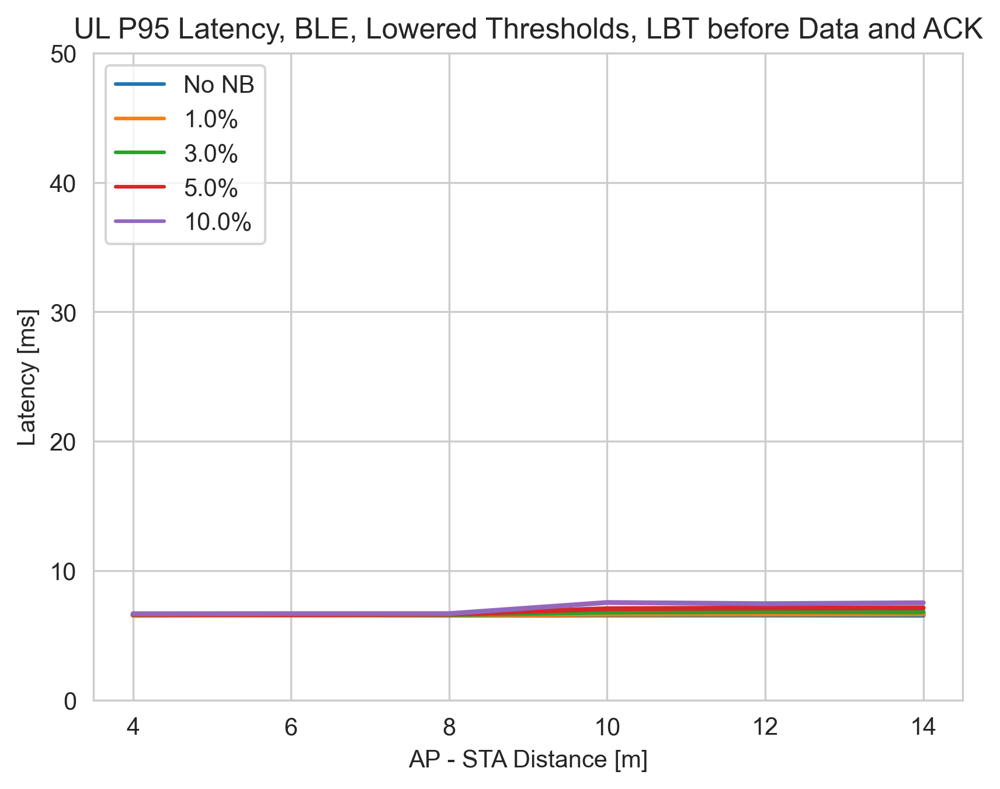 UL P95 Latency, BLE, Lowered Thresholds, LBT before Data and ACK
50
40
30
20
10
0
Latency [ms]
No NB
1.0%
3.0%
5.0%
10.0%
4 6 8 10 12 14
AP - STA Distance [m]